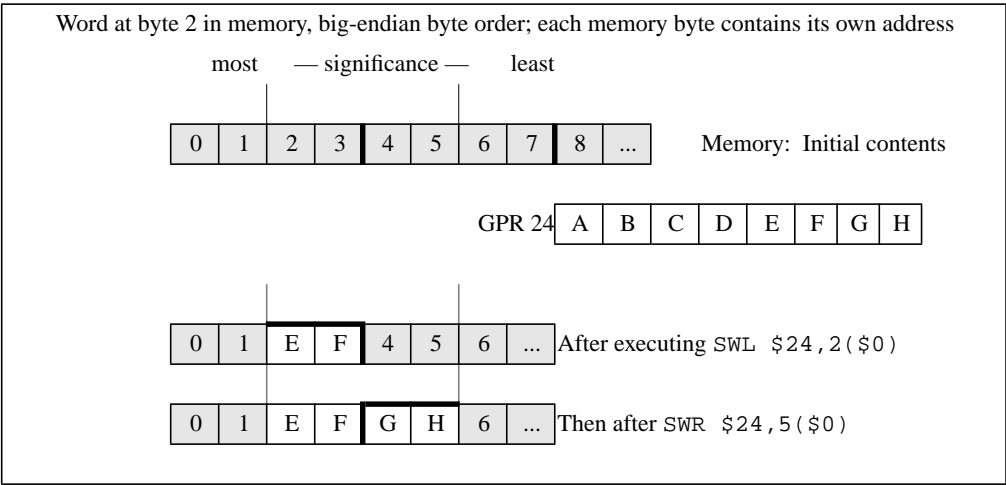 Word at byte 2 in memory, big-endian byte order; each memory byte contains its own address
most — significance — least
0 1 2 3 4 5 6 7 8 ... Memory: Initial contents
GPR 24 A B C D E F G H
0 1 E F 4 5 6 ... After executing SWL $24,2($0)
0 1 E F G H 6 ... Then after SWR $24,5($0)